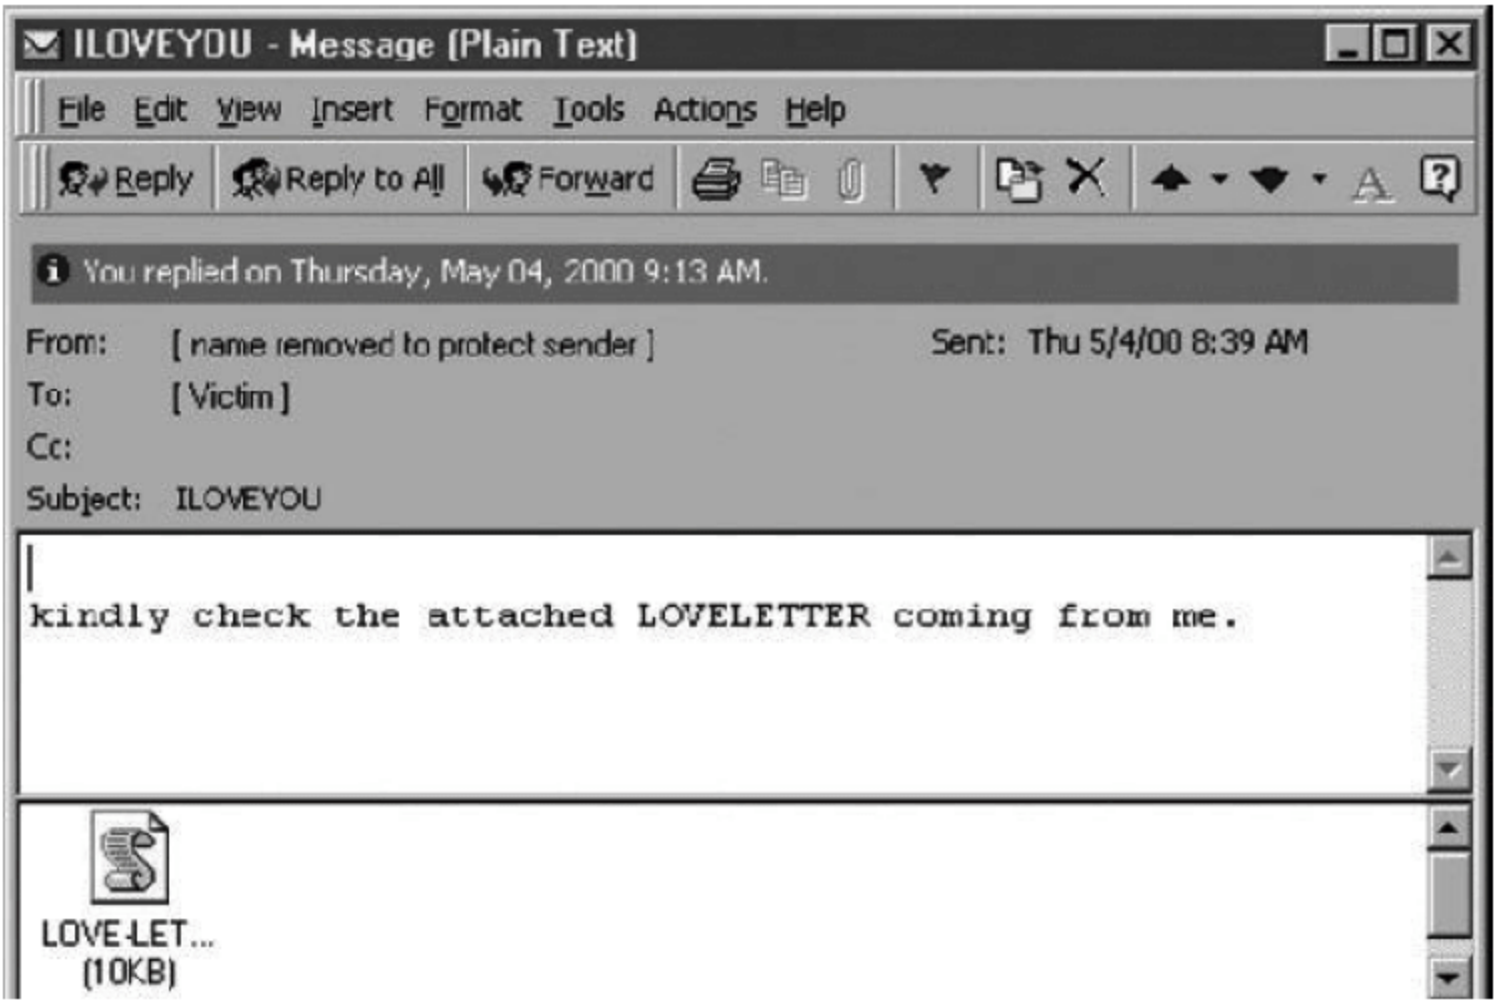 ILOVEYOU - Message (Plain Text)
File Edit View Insert Format Tools Actions Help
Reply Reply to All Forward A ?
You replied on Thursday, May 04, 2000 9:13 AM.
From: [ name removed to protect sender ] Sent: Thu 5/4/00 8:39 AM
To: [ Victim ]
Cc:
Subject: ILOVEYOU
kindly check the attached LOVELETTER coming from me.
LOVE-LET...
(10KB)